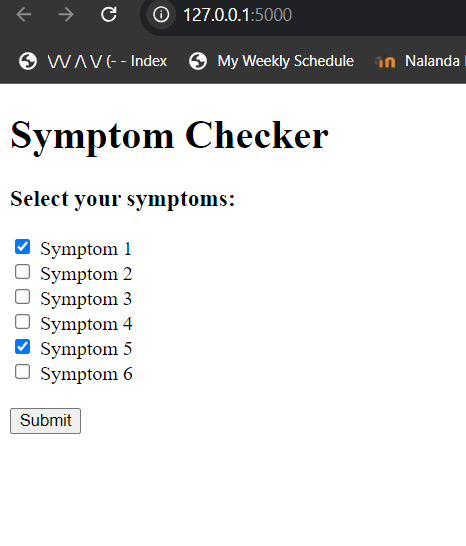 127.0.0.1:5000
\/\/ /\ \/ (- - Index My Weekly Schedule Nalanda
Symptom Checker
Select your symptoms:
Symptom 1
Symptom 2
Symptom 3
Symptom 4
Symptom 5
Symptom 6
Submit